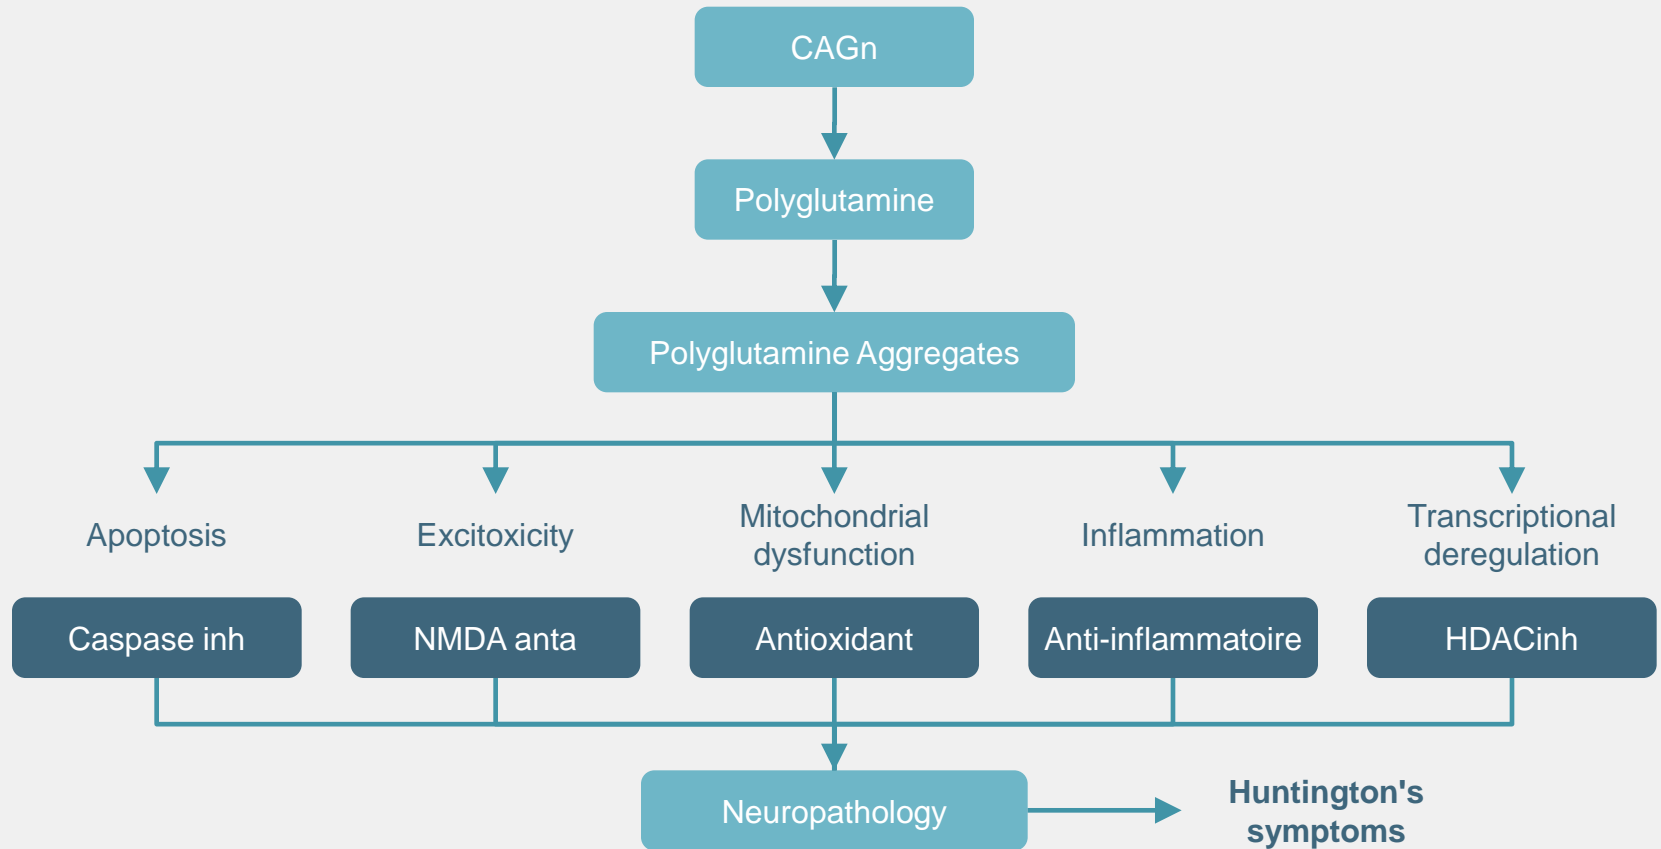 CAGn
Polyglutamine
Polyglutamine Aggregates
Apoptosis
Excitoxicity
Mitochondrial
dysfunction
Inflammation
Transcriptional
deregulation
Caspase inh
NMDA anta
Antioxidant
Anti-inflammatoire
HDACinh
Neuropathology
Huntington's
symptoms